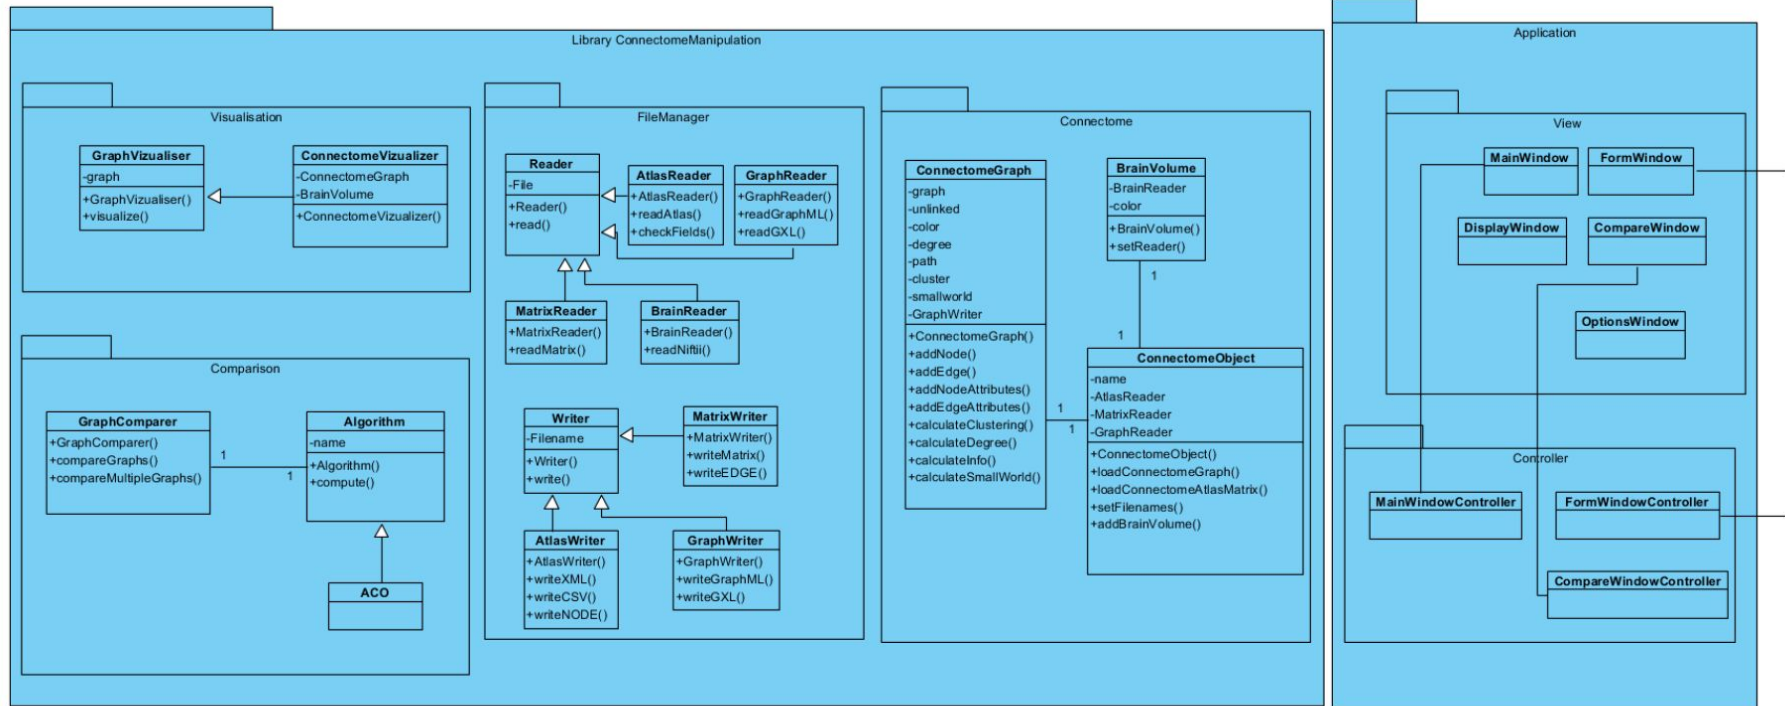 Library ConnectomeManipulation
Visualisation
GraphVizualiser
-graph
+GraphVizualiser()
+visualize()
ConnectomeVizualizer
-ConnectomeGraph
-BrainVolume
+ConnectomeVizualizer()
Comparison
GraphComparer
+GraphComparer()
+compareGraphs()
+compareMultipleGraphs()
1
1
Algorithm
-name
+Algorithm()
+compute()
ACO
FileManager
Reader
-File
+Reader()
+read()
AtlasReader
+AtlasReader()
+readAtlas()
+checkFields()
GraphReader
+GraphReader()
+readGraphML()
+readGXL()
MatrixReader
+MatrixReader()
+readMatrix()
BrainReader
+BrainReader()
+readNiftii()
Writer
-Filename
+Writer()
+write()
MatrixWriter
+MatrixWriter()
+writeMatrix()
+writeEDGE()
AtlasWriter
+AtlasWriter()
+writeXML()
+writeCSV()
+writeNODE()
GraphWriter
+GraphWriter()
+writeGraphML()
+writeGXL()
Connectome
ConnectomeGraph
-graph
-unlinked
-color
-degree
-path
-cluster
-smallworld
-GraphWriter
+ConnectomeGraph()
+addNode()
+addEdge()
+addNodeAttributes()
+addEdgeAttributes()
+calculateClustering()
+calculateDegree()
+calculateInfo()
+calculateSmallWorld()
BrainVolume
-BrainReader
-color
+BrainVolume()
+setReader()
1
1
1
1
ConnectomeObject
-name
-AtlasReader
-MatrixReader
-GraphReader
+ConnectomeObject()
+loadConnectomeGraph()
+loadConnectomeAtlasMatrix()
+setFilenames()
+addBrainVolume()
Application
View
MainWindow
FormWindow
DisplayWindow
CompareWindow
OptionsWindow
Controller
MainWindowController
FormWindowController
CompareWindowController